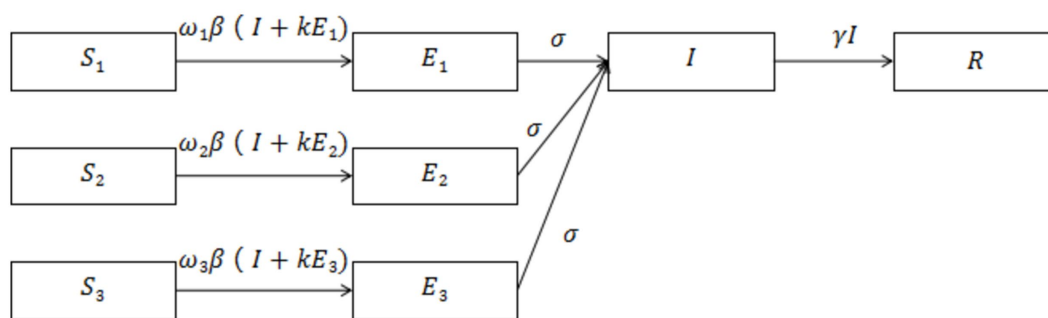 ω₁β ( I + kE₁) σ γI
S₁ E₁ I R
ω₂β ( I + kE₂) σ
S₂ E₂
ω₃β ( I + kE₃) σ
S₃ E₃